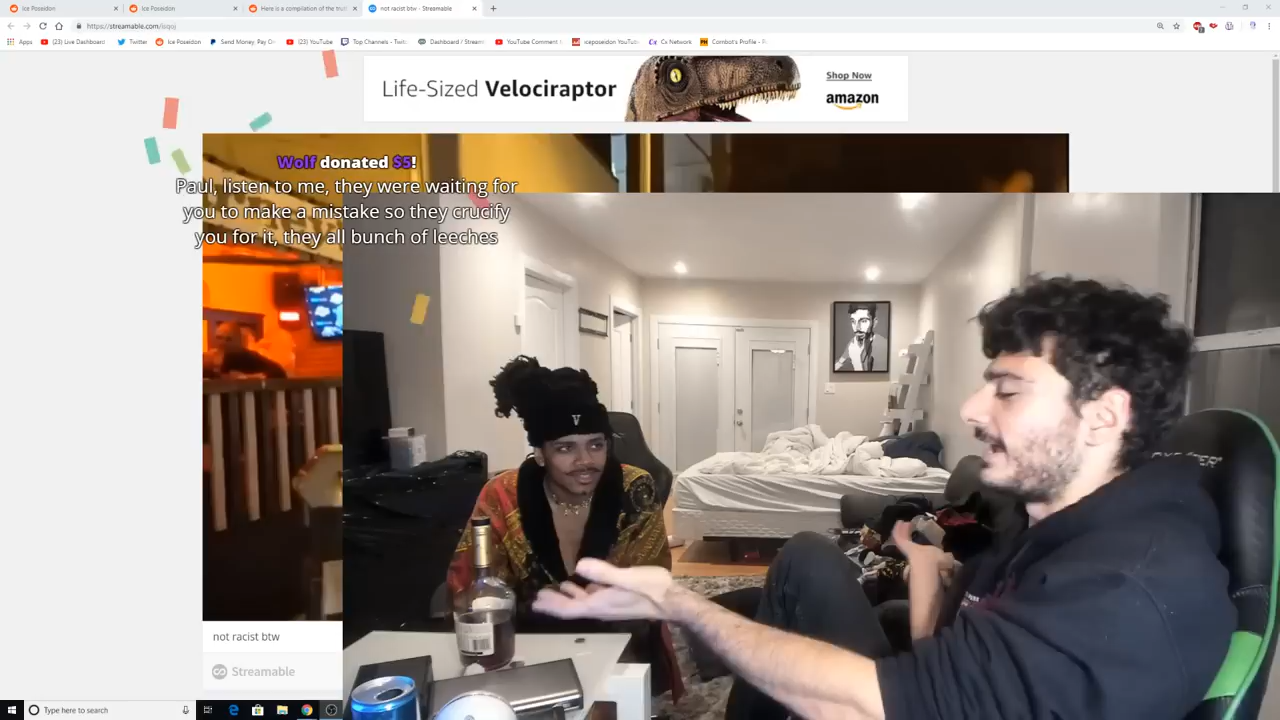 Ice Poseidon
Ice Poseidon
Here is a compilation of the trut
not racist btw - Streamable
https://streamable.com/
Apps
(23) Live Dashboard
Twitter
Ice Poseidon
Send Money, Pay O
(23) YouTube
Top Channels - Twit
Dashboard / Stream
YouTube Comment
iceposeidon YouTu
Cx Network
Combot's Profile - R
Life-Sized Velociraptor
Shop Now
amazon
Wolf donated $5!
Paul, listen to me, they were waiting for
you to make a mistake so they crucify
you for it, they all bunch of leeches
V
not racist btw
Streamable
Type here to search